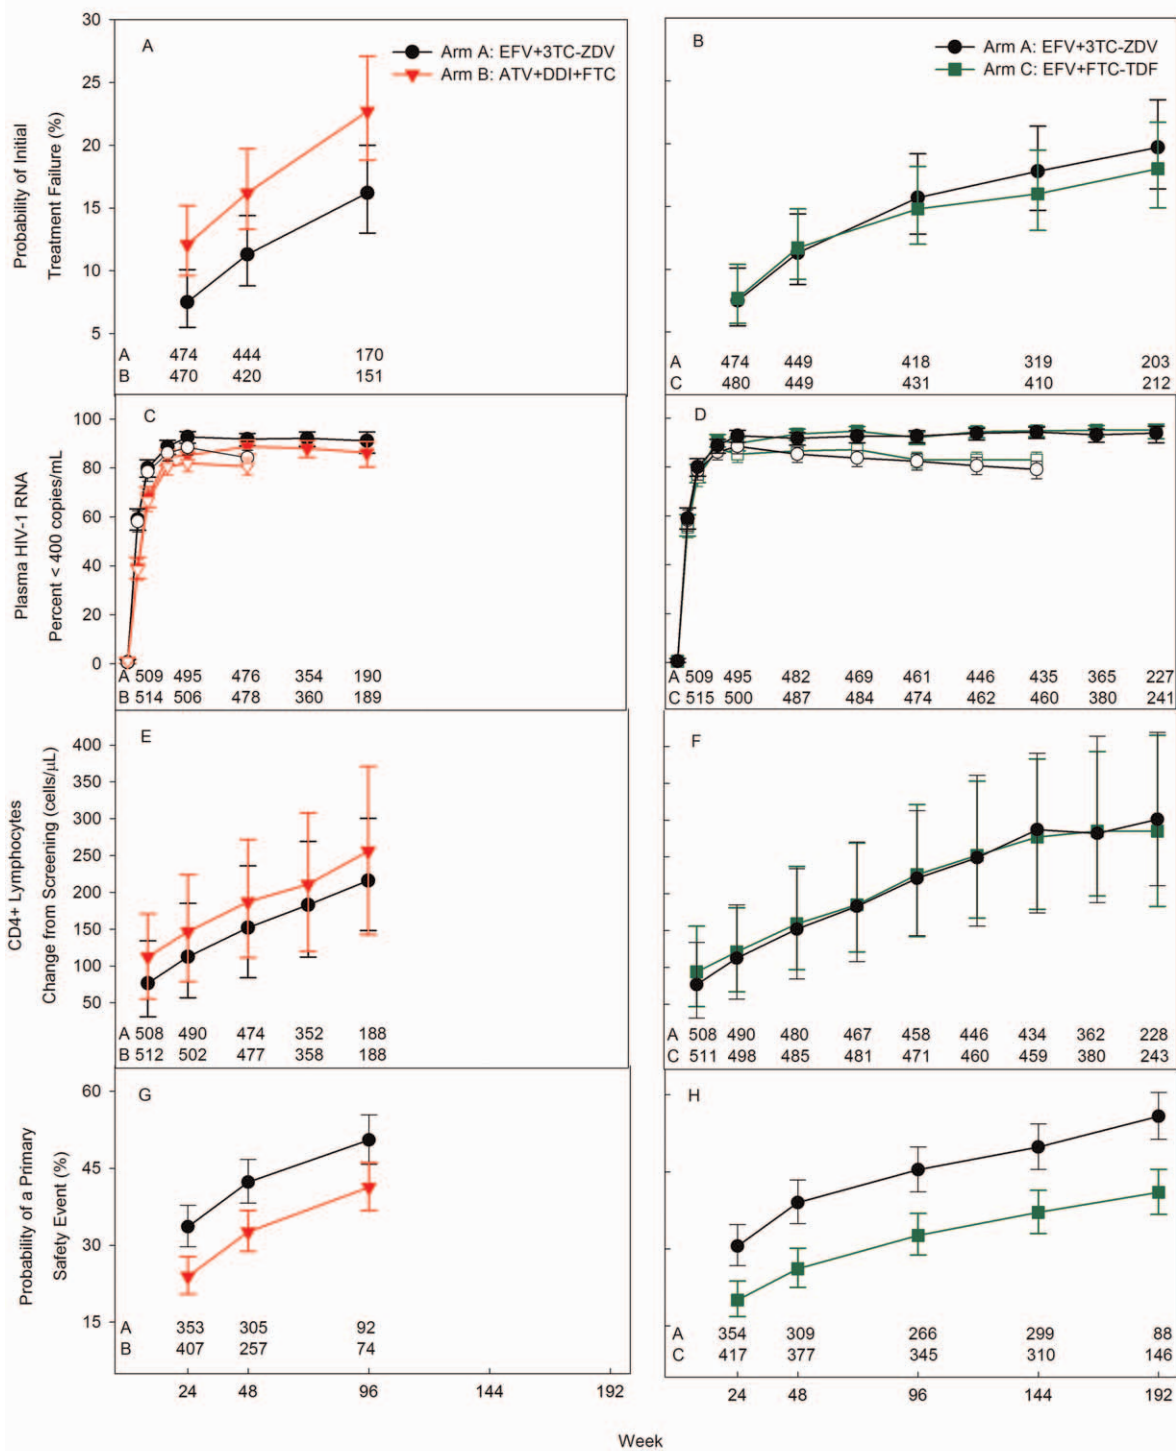 A
Arm A: EFV+3TC-ZDV
Arm B: ATV+DDI+FTC
Probability of Initial
Treatment Failure (%)
30
25
20
15
10
5
A 474 444 170
B 470 420 151
B
Arm A: EFV+3TC-ZDV
Arm C: EFV+FTC-TDF
A 474 449 418 319 203
C 480 449 431 410 212
C
Plasma HIV-1 RNA
Percent < 400 copies/mL
100
80
60
40
20
0
A 509 495 476 354 190
B 514 506 478 360 189
D
A 509 495 482 469 461 446 435 365 227
C 515 500 487 484 474 462 460 380 241
E
CD4+ Lymphocytes
Change from Screening (cells/µL)
400
350
300
250
200
150
100
50
A 508 490 474 352 188
B 512 502 477 358 188
F
A 508 490 480 467 458 446 434 362 228
C 511 498 485 481 471 460 459 380 243
G
Probability of a Primary
Safety Event (%)
60
45
30
15
A 353 305 92
B 407 257 74
24 48 96 144 192
H
A 354 309 266 299 88
C 417 377 345 310 146
24 48 96 144 192
Week